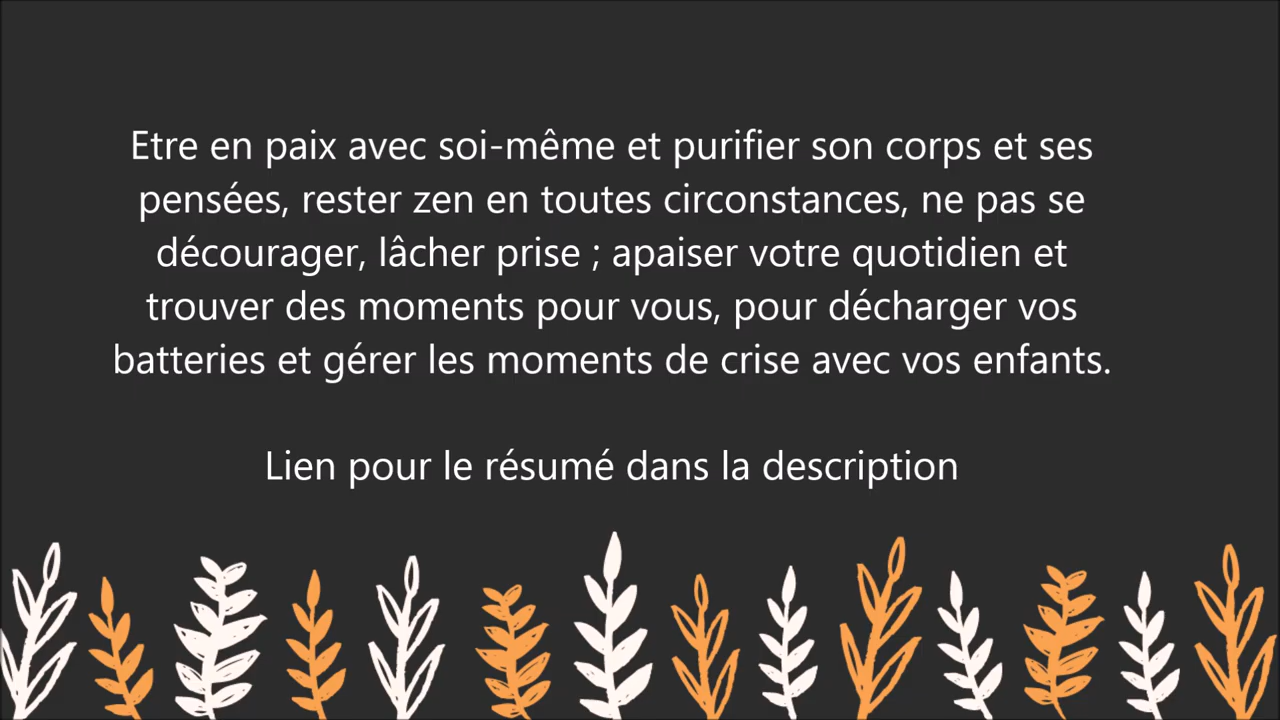 Etre en paix avec soi-même et purifier son corps et ses
pensées, rester zen en toutes circonstances, ne pas se
décourager, lâcher prise ; apaiser votre quotidien et
trouver des moments pour vous, pour décharger vos
batteries et gérer les moments de crise avec vos enfants.
Lien pour le résumé dans la description